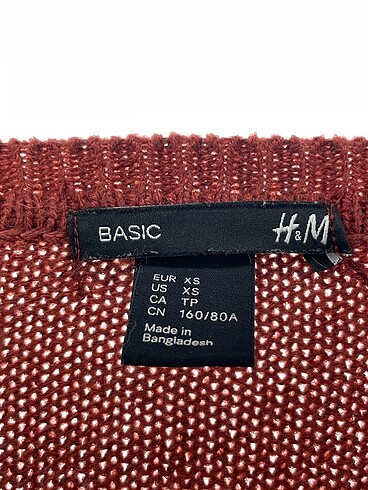 BASIC H&M
EUR XS
US XS
CA TP
CN 160/80A
Made in
Bangladesh